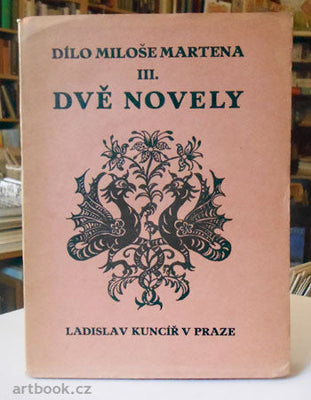 DÍLO MILOŠE MARTENA
III.
DVĚ NOVELY
LADISLAV KUNCÍŘ V PRAZE
artbook.cz